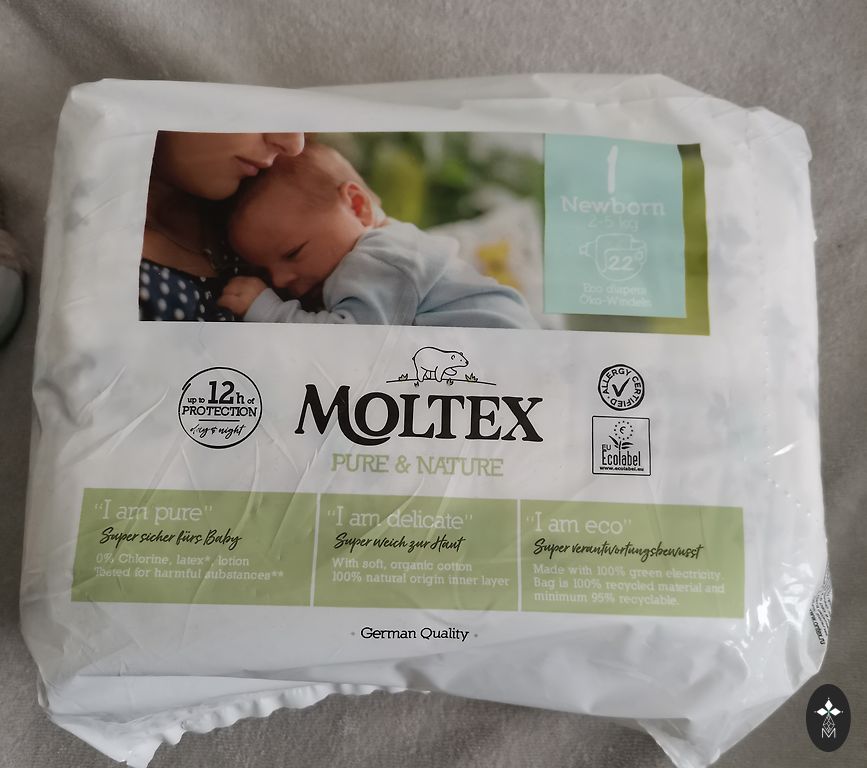 1
Newborn
2-5 kg
22
Eco diapers
Öko-Windeln
up to 12h of
PROTECTION
day & night
MOLTEX
PURE & NATURE
ALLERGY CERTIFIED
EU
Ecolabel
www.ecolabel.eu
"I am pure"
Super sicher fürs Baby
0% Chlorine, latex*, lotion
Tested for harmful substances**
"I am delicate"
Super weich zur Haut
With soft, organic cotton
100% natural origin inner layer
"I am eco"
Super verantwortungsbewusst
Made with 100% green electricity.
Bag is 100% recycled material and
minimum 95% recyclable.
German Quality
M